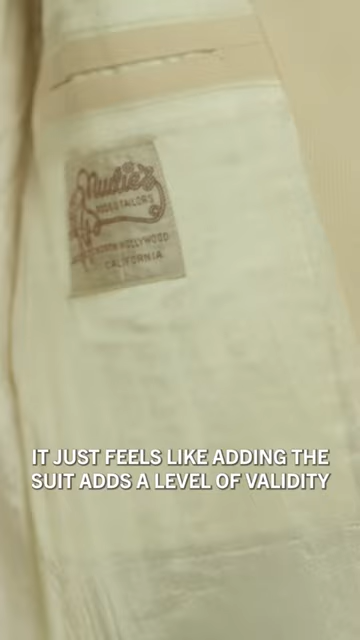 Nudie's
RODEO TAILORS
NORTH HOLLYWOOD
CALIFORNIA
IT JUST FEELS LIKE ADDING THE
SUIT ADDS A LEVEL OF VALIDITY